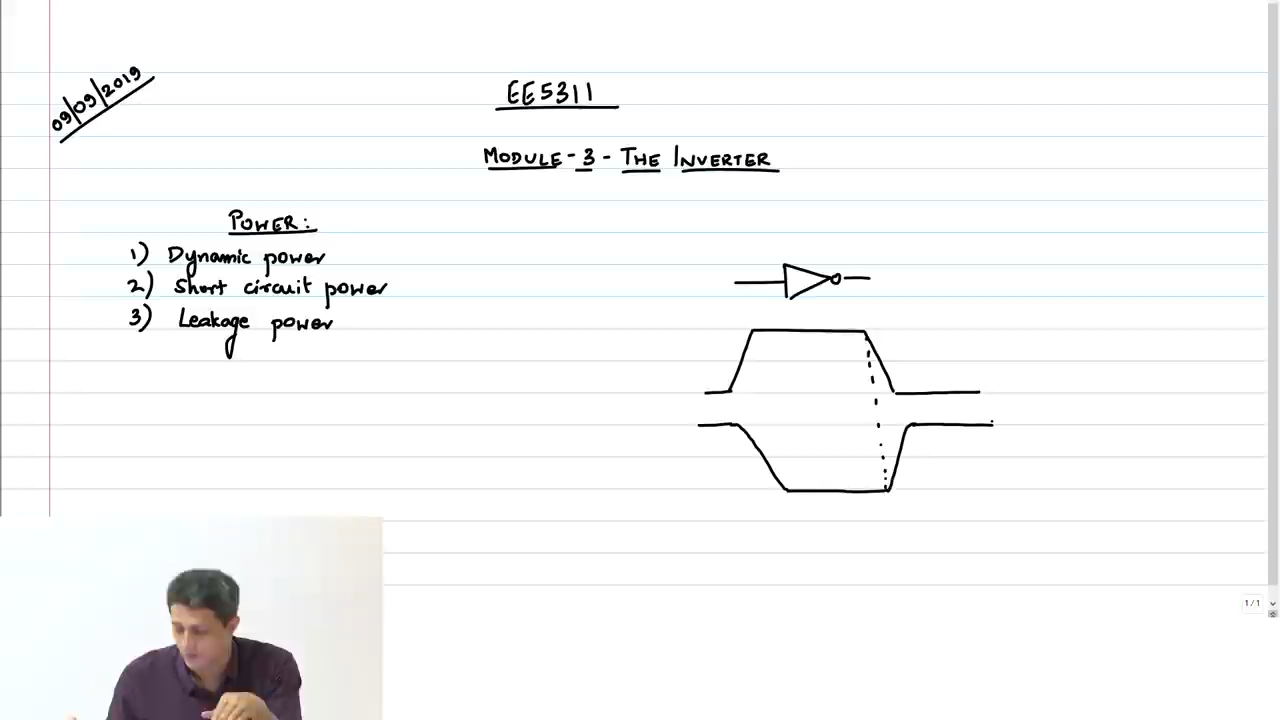 09/09/2019
EE5311
MODULE-3-THE INVERTER
POWER:
1) Dynamic power
2) Short circuit power
3) Leakage power
1/1